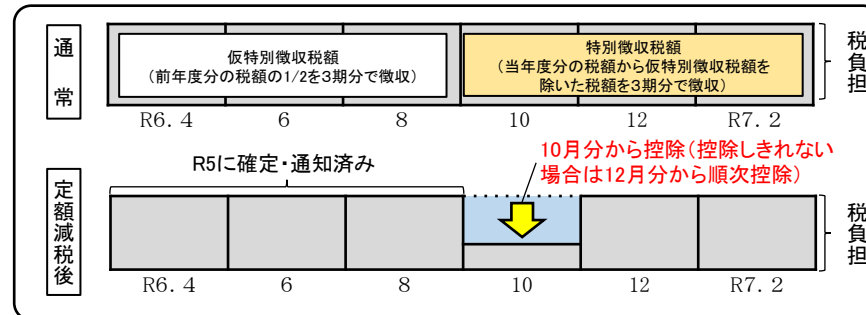 通常
仮特別徴収税額
（前年度分の税額の1/2を3期分で徴収）
特別徴収税額
（当年度分の税額から仮特別徴収税額を
除いた税額を3期分で徴収）
税負担
R6.4 6 8 10 12 R7.2
R5に確定・通知済み
10月分から控除（控除しきれない
場合は12月分から順次控除）
定額減税後
税負担
R6.4 6 8 10 12 R7.2